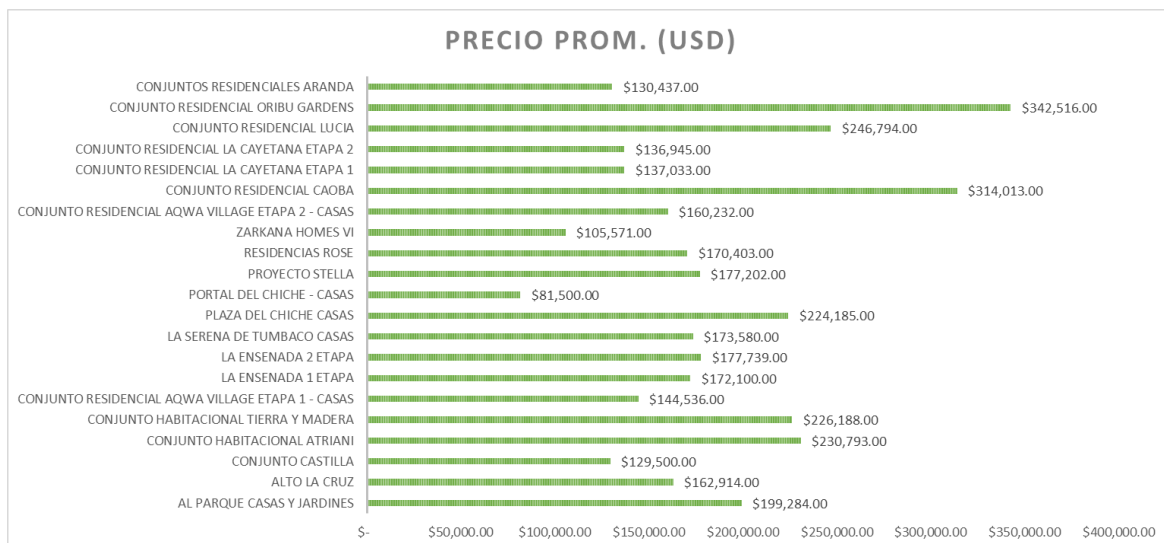 PRECIO PROM. (USD)
CONJUNTOS RESIDENCIALES ARANDA $130,437.00
CONJUNTO RESIDENCIAL ORIBU GARDENS $342,516.00
CONJUNTO RESIDENCIAL LUCIA $246,794.00
CONJUNTO RESIDENCIAL LA CAYETANA ETAPA 2 $136,945.00
CONJUNTO RESIDENCIAL LA CAYETANA ETAPA 1 $137,033.00
CONJUNTO RESIDENCIAL CAOBA $314,013.00
CONJUNTO RESIDENCIAL AQWA VILLAGE ETAPA 2 - CASAS $160,232.00
ZARKANA HOMES VI $105,571.00
RESIDENCIAS ROSE $170,403.00
PROYECTO STELLA $177,202.00
PORTAL DEL CHICHE - CASAS $81,500.00
PLAZA DEL CHICHE CASAS $224,185.00
LA SERENA DE TUMBACO CASAS $173,580.00
LA ENSENADA 2 ETAPA $177,739.00
LA ENSENADA 1 ETAPA $172,100.00
CONJUNTO RESIDENCIAL AQWA VILLAGE ETAPA 1 - CASAS $144,536.00
CONJUNTO HABITACIONAL TIERRA Y MADERA $226,188.00
CONJUNTO HABITACIONAL ATRIANI $230,793.00
CONJUNTO CASTILLA $129,500.00
ALTO LA CRUZ $162,914.00
AL PARQUE CASAS Y JARDINES $199,284.00
$- $50,000.00 $100,000.00 $150,000.00 $200,000.00 $250,000.00 $300,000.00 $350,000.00 $400,000.00